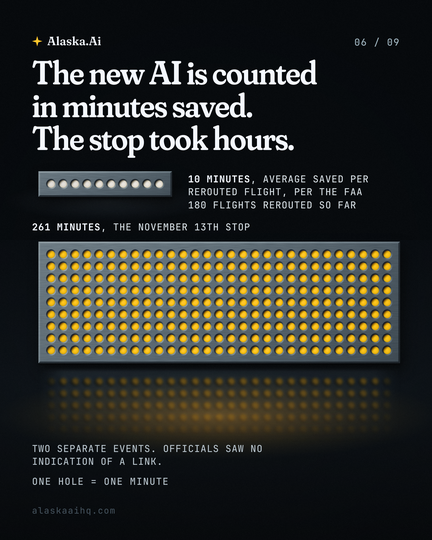 Alaska.Ai
06 / 09
The new AI is counted
in minutes saved.
The stop took hours.
10 MINUTES, AVERAGE SAVED PER
REROUTED FLIGHT, PER THE FAA
180 FLIGHTS REROUTED SO FAR
261 MINUTES, THE NOVEMBER 13TH STOP
TWO SEPARATE EVENTS. OFFICIALS SAW NO
INDICATION OF A LINK.
ONE HOLE = ONE MINUTE
alaskaaihq.com